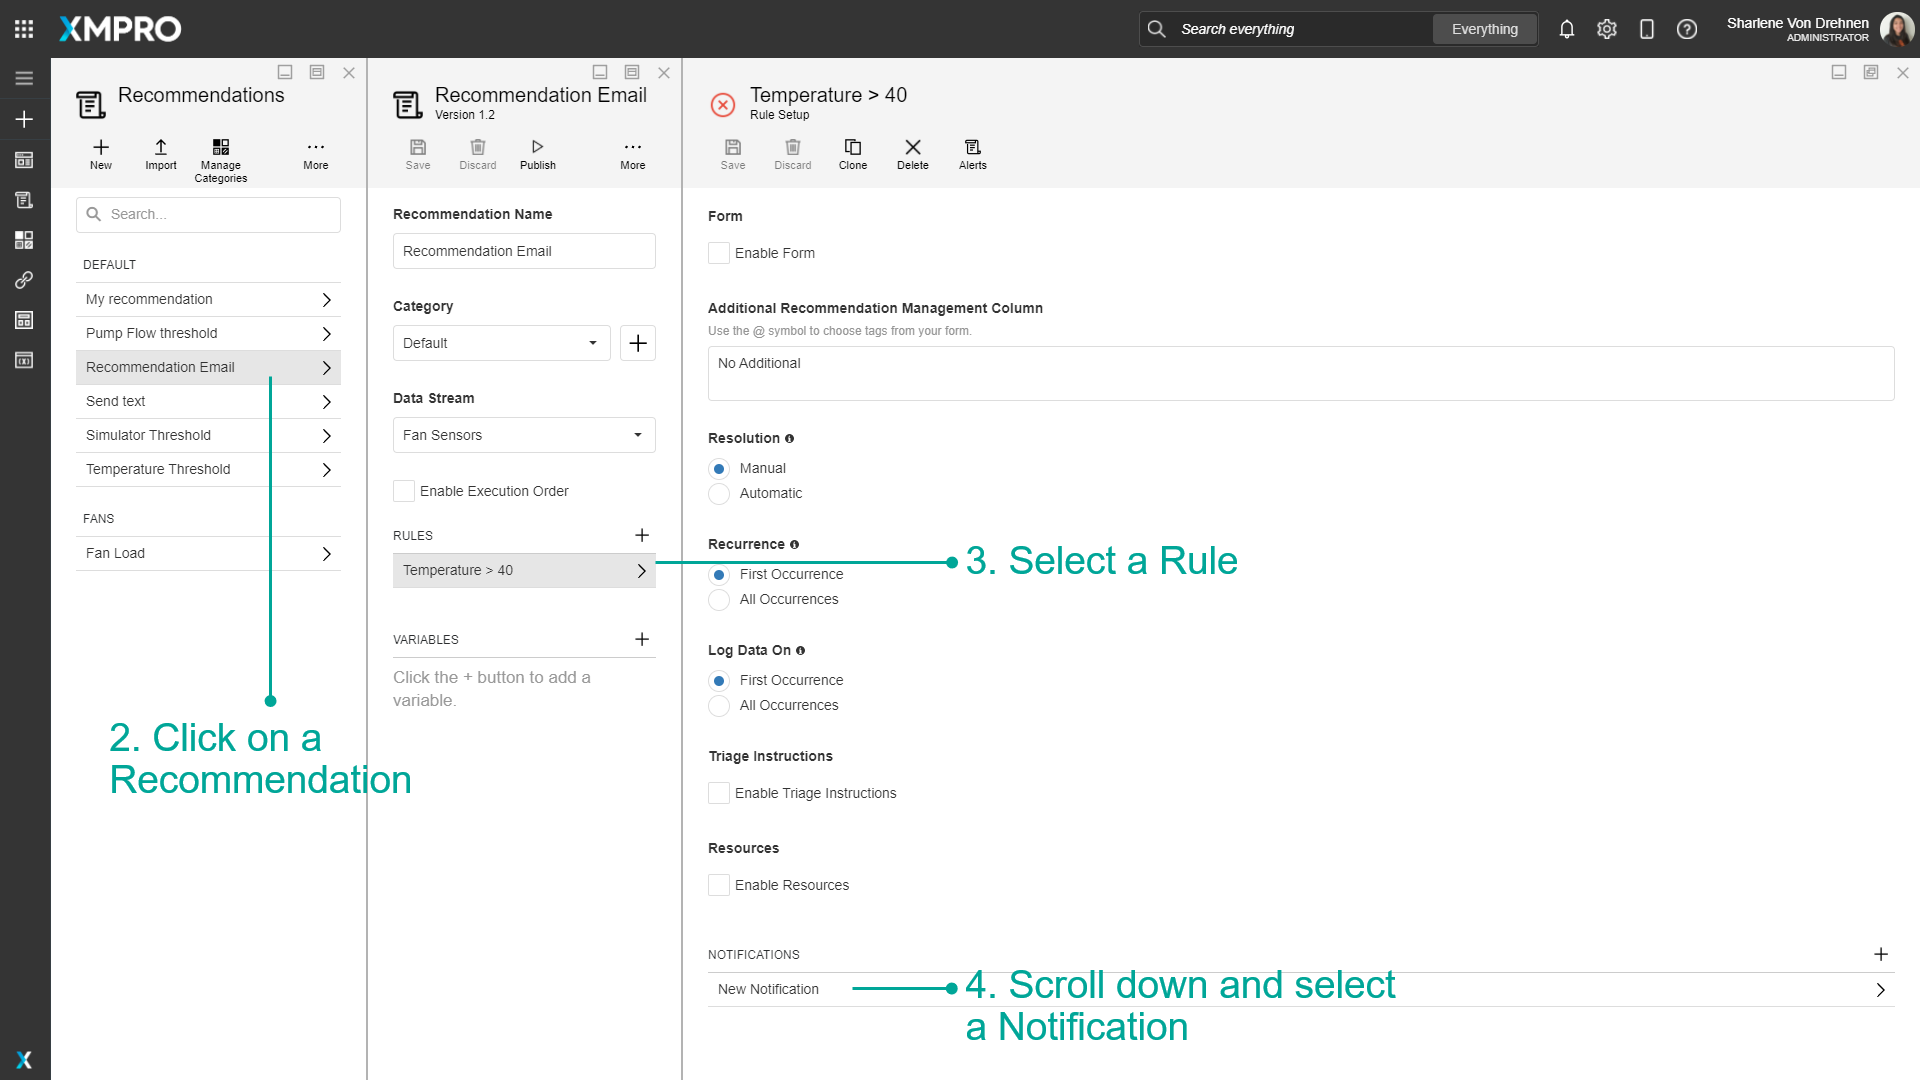 XMPRO
Search everything
Everything
Sharlene Von Drehnen
ADMINISTRATOR
Recommendations
New
Import
Manage
Categories
More
Search...
DEFAULT
My recommendation
Pump Flow threshold
Recommendation Email
Send text
Simulator Threshold
Temperature Threshold
FANS
Fan Load
2. Click on a
Recommendation
Recommendation Email
Version 1.2
Save
Discard
Publish
More
Recommendation Name
Recommendation Email
Category
Default
Data Stream
Fan Sensors
Enable Execution Order
RULES
Temperature > 40
VARIABLES
Click the + button to add a
variable.
Temperature > 40
Rule Setup
Save
Discard
Clone
Delete
Alerts
Form
Enable Form
Additional Recommendation Management Column
Use the @ symbol to choose tags from your form.
No Additional
Resolution
Manual
Automatic
Recurrence
3. Select a Rule
First Occurrence
All Occurrences
Log Data On
First Occurrence
All Occurrences
Triage Instructions
Enable Triage Instructions
Resources
Enable Resources
NOTIFICATIONS
New Notification
4. Scroll down and select
a Notification